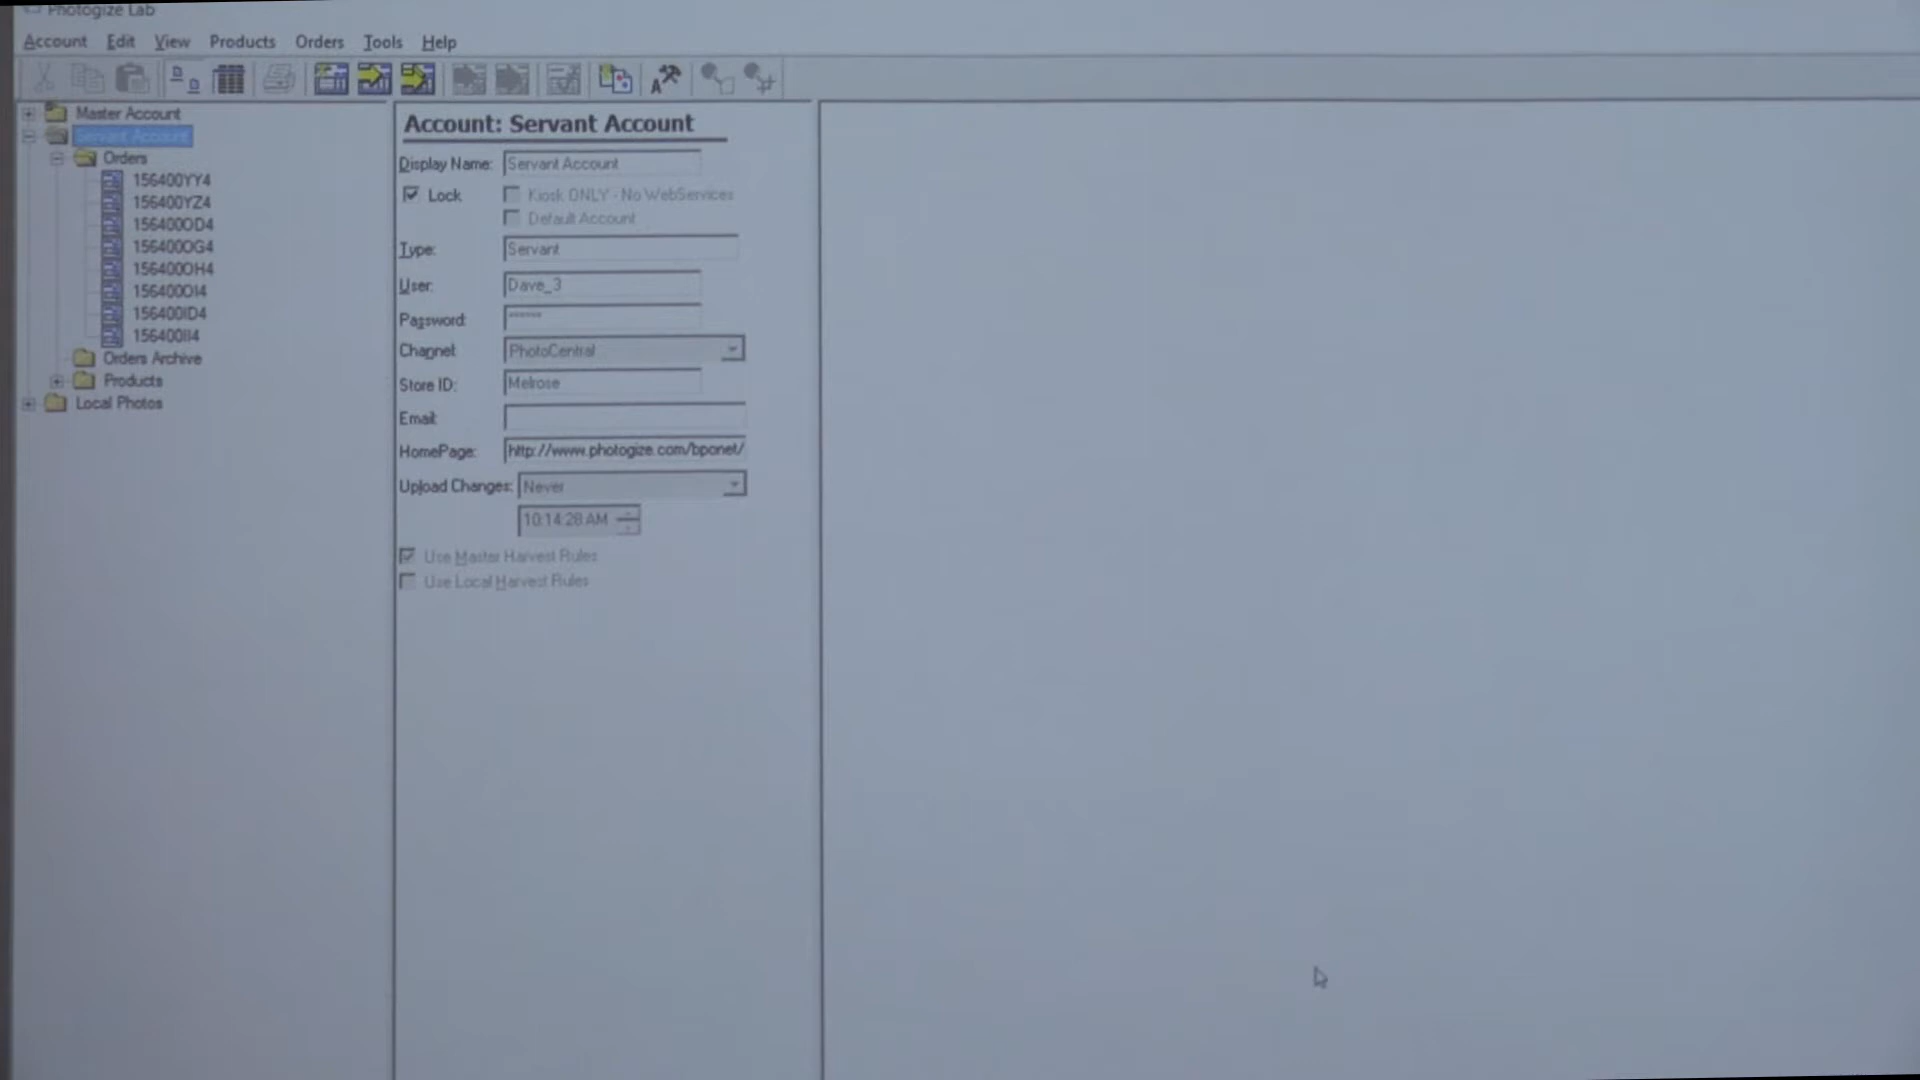 Photogize Lab
Account Edit View Products Orders Tools Help
Master Account
Servant Account
Orders
156400YY4
156400YZ4
156400OD4
156400OG4
156400OH4
156400OI4
156400ID4
156400II4
Orders Archive
Products
Local Photos
Account: Servant Account
Display Name: Servant Account
Lock Kiosk ONLY - No WebServices
Default Account
Type: Servant
User: Dave_3
Password: ******
Channel: PhotoCentral
Store ID: Melrose
Email:
HomePage: http://www.photogize.com/bponet/
Upload Changes: Never
10:14:28 AM
Use Master Harvest Rules
Use Local Harvest Rules